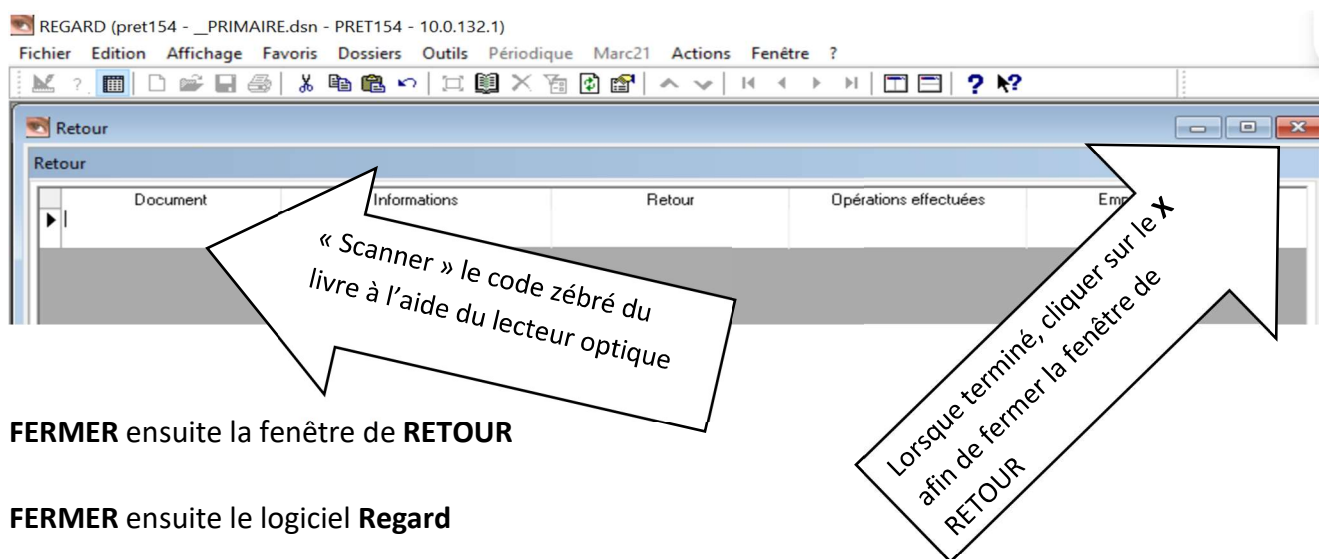 REGARD (pret154 - __PRIMAIRE.dsn - PRET154 - 10.0.132.1)
Fichier Edition Affichage Favoris Dossiers Outils Périodique Marc21 Actions Fenêtre ?
Retour
Retour
Document Informations Retour Opérations effectuées
« Scanner » le code zébré du
livre à l'aide du lecteur optique
Lorsque terminé, cliquer sur le X
afin de fermer la fenêtre de
RETOUR
FERMER ensuite la fenêtre de RETOUR
FERMER ensuite le logiciel Regard